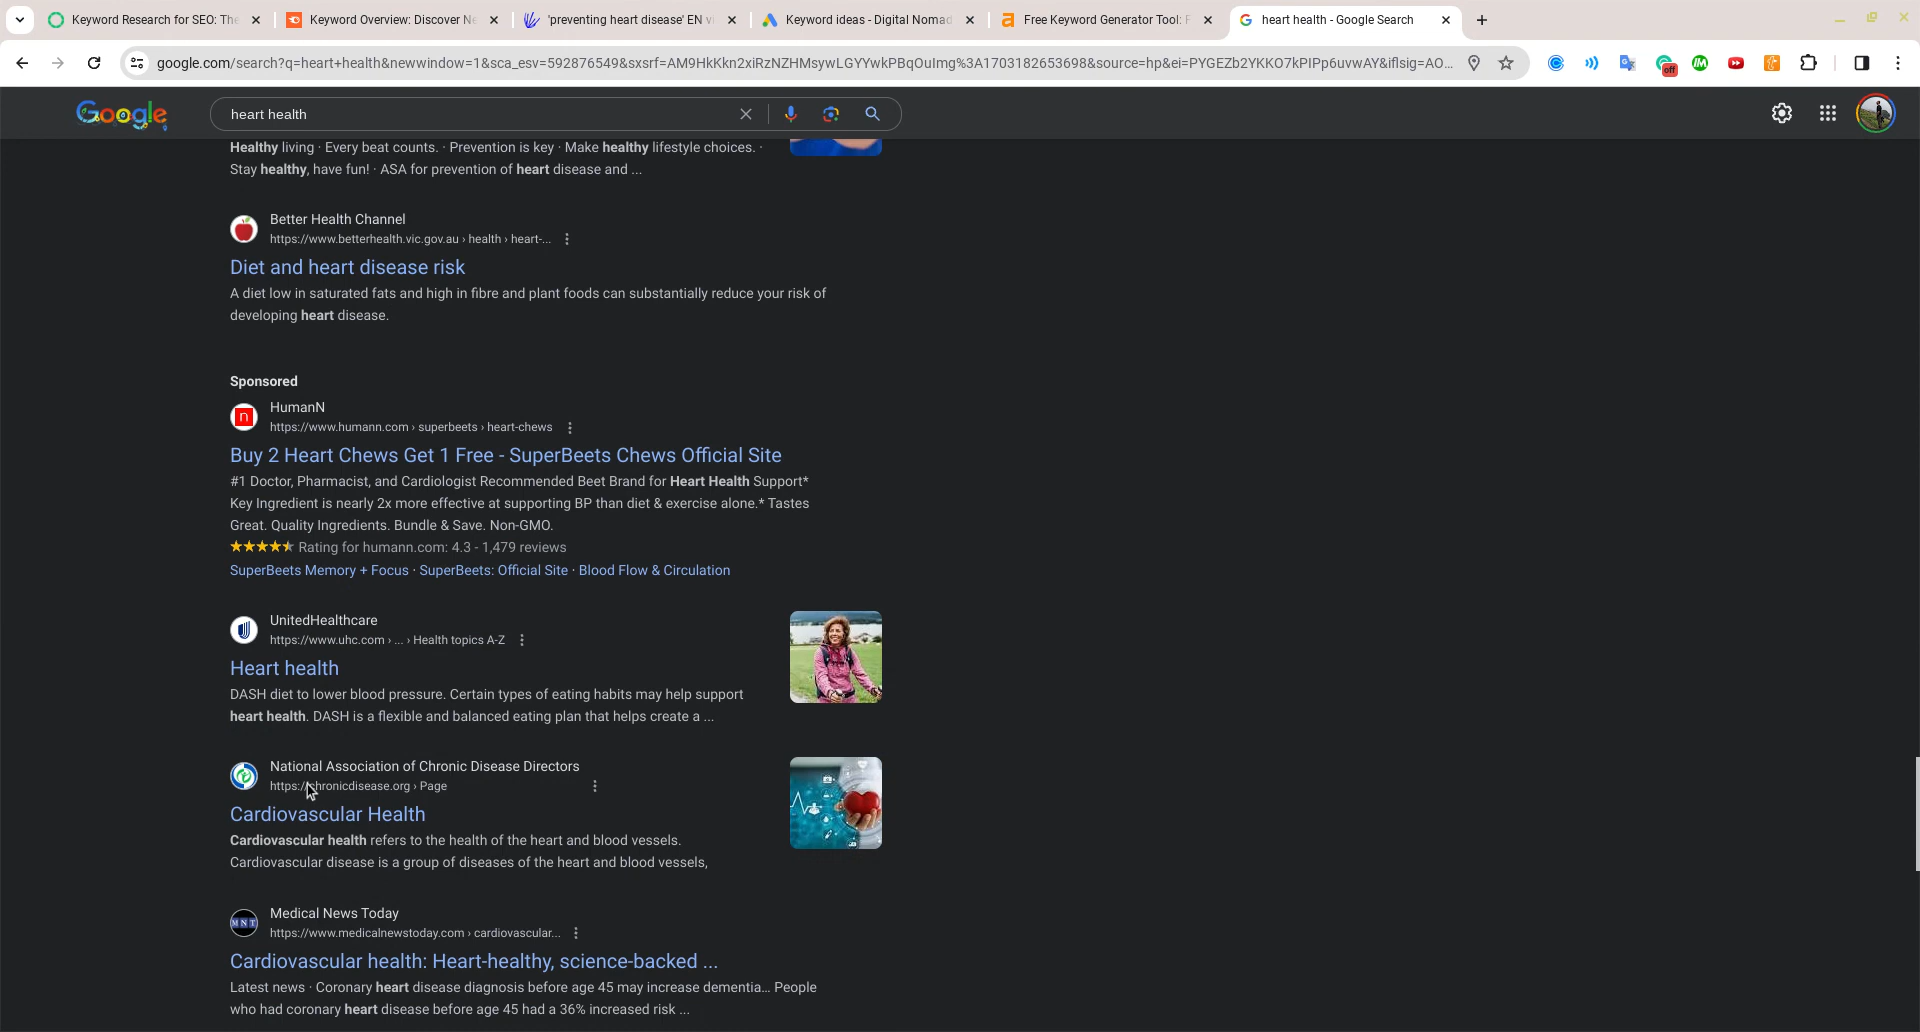 Keyword Research for SEO: The
Keyword Overview: Discover Ne
'preventing heart disease' EN v
Keyword ideas - Digital Nomad
Free Keyword Generator Tool: F
heart health - Google Search
google.com/search?q=heart+health&newwindow=1&sca_esv=592876549&sxsrf=AM9HkKkn2xiRzNZHMsywLGYYwkPBqOuImg%3A1703182653698&source=hp&ei=PYGEZb2YKKO7kPIPp6uvwAY&iflsig=AO...
off
Google
heart health
Healthy living · Every beat counts. · Prevention is key · Make healthy lifestyle choices. ·
Stay healthy, have fun! · ASA for prevention of heart disease and ...
Better Health Channel
https://www.betterhealth.vic.gov.au › health › heart-...
Diet and heart disease risk
A diet low in saturated fats and high in fibre and plant foods can substantially reduce your risk of
developing heart disease.
Sponsored
n
HumanN
https://www.humann.com › superbeets › heart-chews
Buy 2 Heart Chews Get 1 Free - SuperBeets Chews Official Site
#1 Doctor, Pharmacist, and Cardiologist Recommended Beet Brand for Heart Health Support*
Key Ingredient is nearly 2x more effective at supporting BP than diet & exercise alone.* Tastes
Great. Quality Ingredients. Bundle & Save. Non-GMO.
Rating for humann.com: 4.3 - 1,479 reviews
SuperBeets Memory + Focus · SuperBeets: Official Site · Blood Flow & Circulation
UnitedHealthcare
https://www.uhc.com › ... › Health topics A-Z
Heart health
DASH diet to lower blood pressure. Certain types of eating habits may help support
heart health. DASH is a flexible and balanced eating plan that helps create a ...
National Association of Chronic Disease Directors
https://chronicdisease.org › Page
Cardiovascular Health
Cardiovascular health refers to the health of the heart and blood vessels.
Cardiovascular disease is a group of diseases of the heart and blood vessels,
MNT
Medical News Today
https://www.medicalnewstoday.com › cardiovascular...
Cardiovascular health: Heart-healthy, science-backed ...
Latest news · Coronary heart disease diagnosis before age 45 may increase dementia... People
who had coronary heart disease before age 45 had a 36% increased risk ...